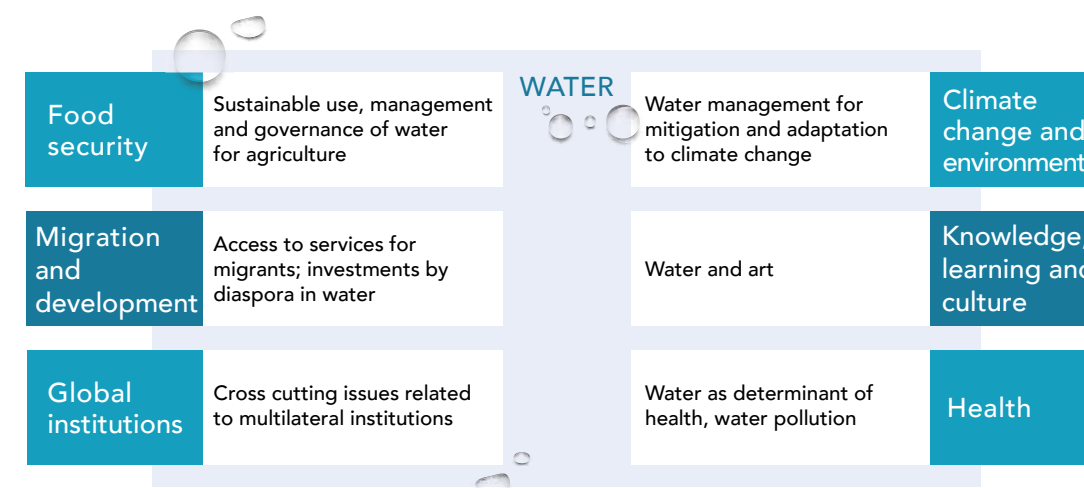 WATER
Food
security
Sustainable use, management
and governance of water
for agriculture
Water management for
mitigation and adaptation
to climate change
Climate
change and
environment
Migration
and
development
Access to services for
migrants; investments by
diaspora in water
Water and art
Knowledge,
learning and
culture
Global
institutions
Cross cutting issues related
to multilateral institutions
Water as determinant of
health, water pollution
Health